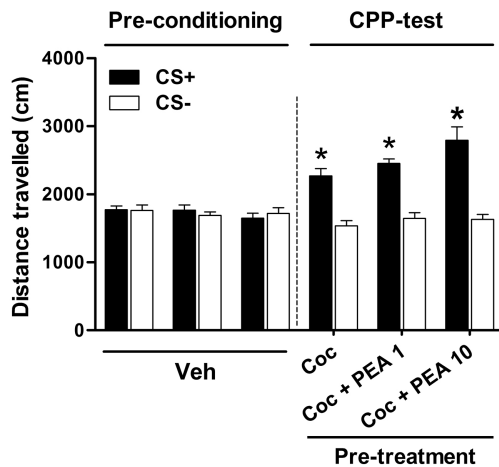 Pre-conditioning
CPP-test
Distance travelled (cm)
4000
3000
2000
1000
0
CS+
CS-
*
*
*
Veh
Coc
Coc + PEA 1
Coc + PEA 10
Pre-treatment